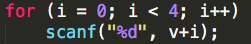 for (i = 0; i < 4; i++)
    scanf("%d", v+i);